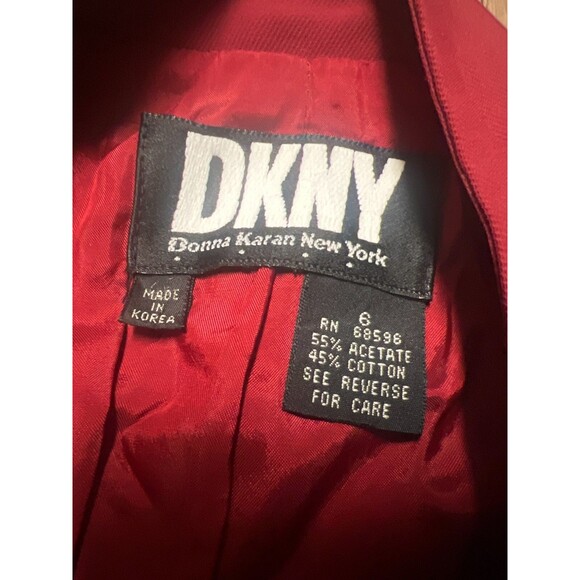 DKNY
Donna Karan New York
MADE
IN
KOREA
6
RN 68596
55% ACETATE
45% COTTON
SEE REVERSE
FOR CARE